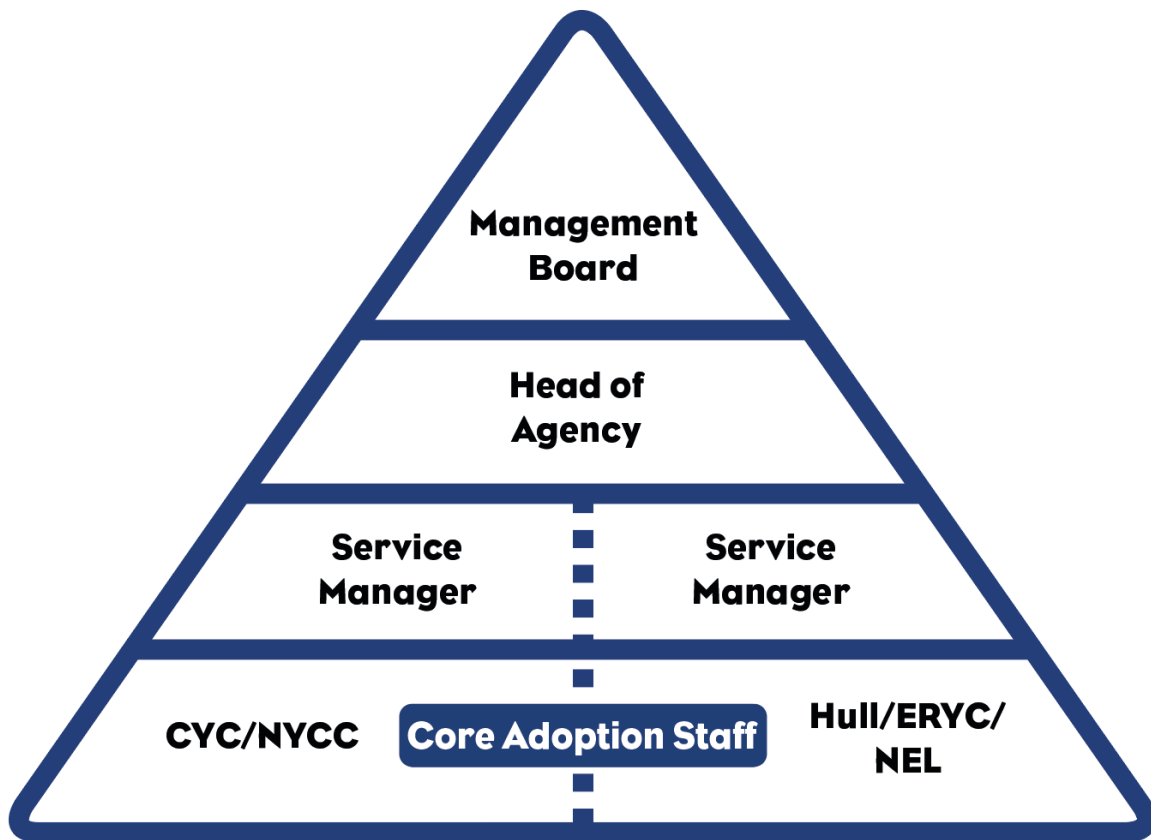 Management
Board
Head of
Agency
Service
Manager
Service
Manager
CYC/NYCC
Core Adoption Staff
Hull/ERYC/
NEL